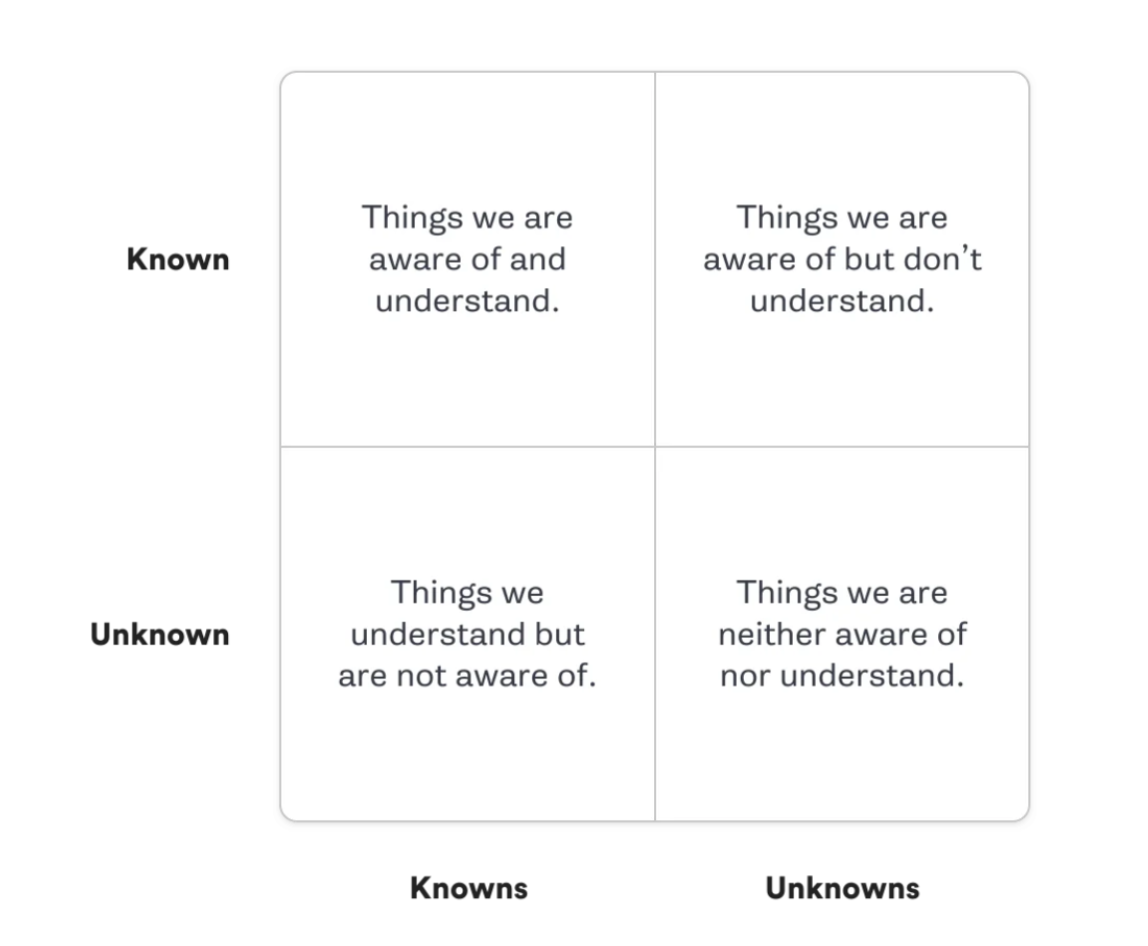 Things we are
aware of and
understand.
Things we are
aware of but don’t
understand.
Known
Things we
understand but
are not aware of.
Things we are
neither aware of
nor understand.
Unknown
Knowns
Unknowns